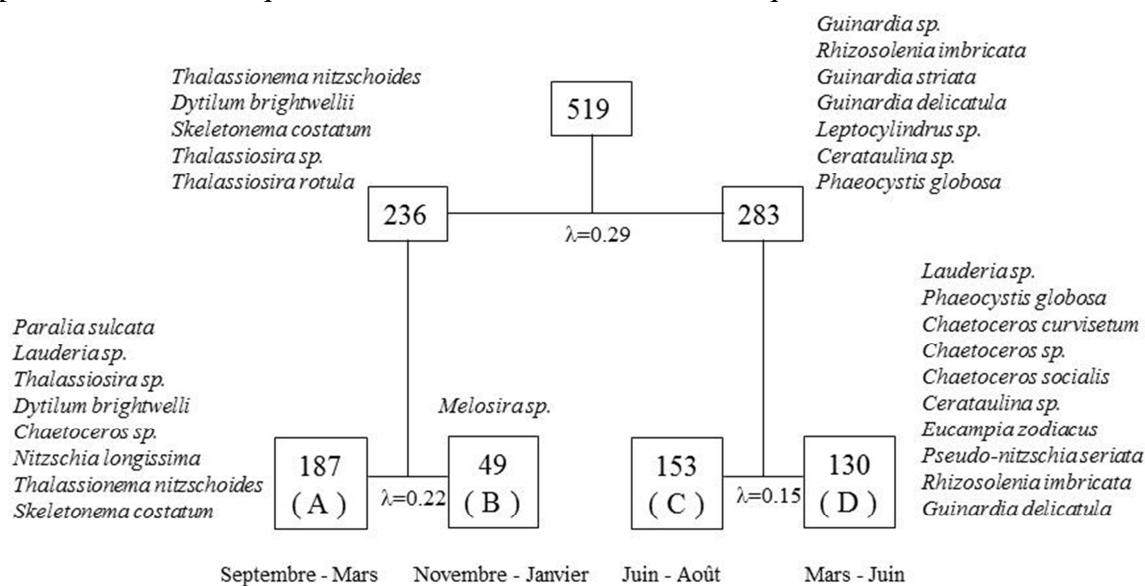 Guinardia sp.
Rhizosolenia imbricata
Guinardia striata
Guinardia delicatula
Leptocylindrus sp.
Cerataulina sp.
Phaeocystis globosa
Thalassionema nitzschoides
Dytilum brightwellii
Skeletonema costatum
Thalassiosira sp.
Thalassiosira rotula
519
236
283
λ=0.29
Lauderia sp.
Phaeocystis globosa
Chaetoceros curvisetum
Chaetoceros sp.
Chaetoceros socialis
Cerataulina sp.
Eucampia zodiacus
Pseudo-nitzschia seriata
Rhizosolenia imbricata
Guinardia delicatula
Paralia sulcata
Lauderia sp.
Thalassiosira sp.
Dytilum brightwelli
Chaetoceros sp.
Nitzschia longissima
Thalassionema nitzschoides
Skeletonema costatum
Melosira sp.
187
( A )
λ=0.22
49
( B )
153
( C )
λ=0.15
130
( D )
Septembre - Mars
Novembre - Janvier
Juin - Août
Mars - Juin